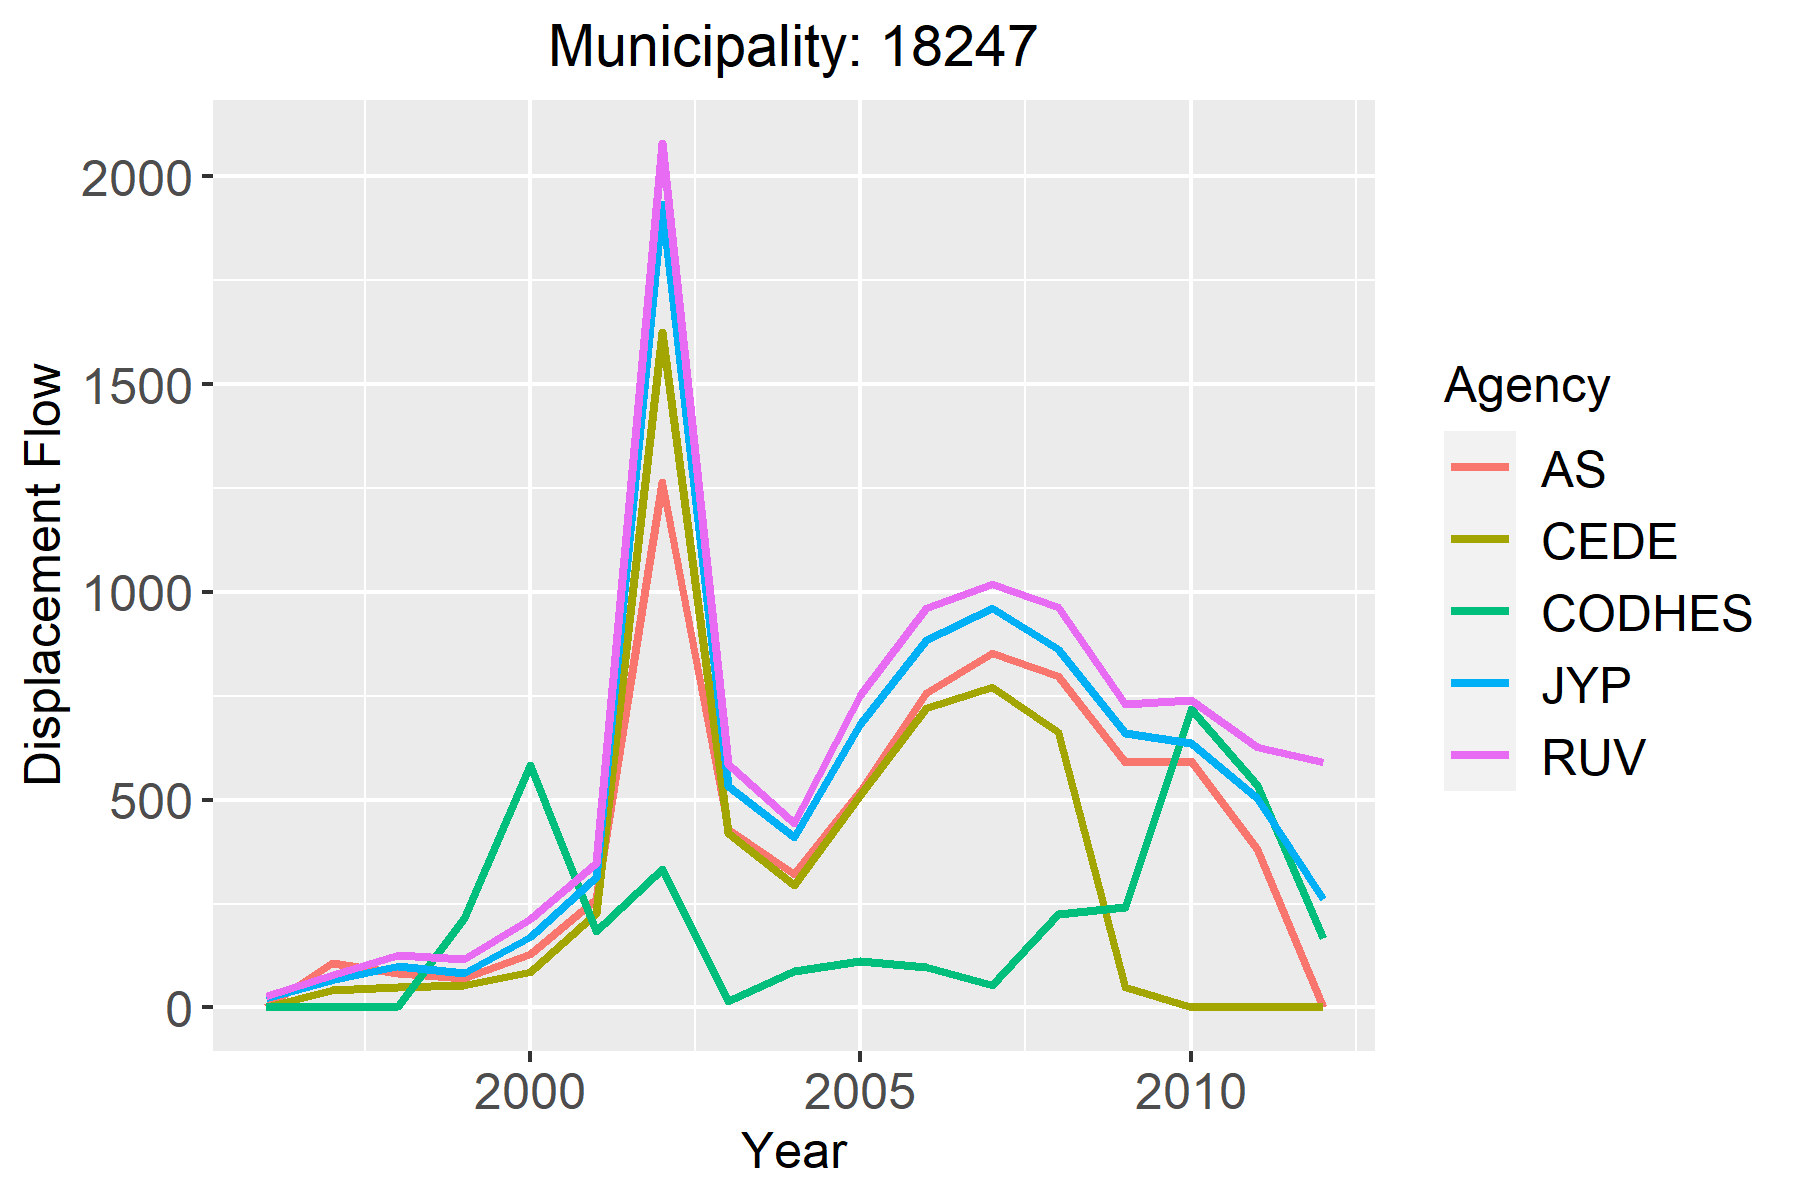 Municipality: 18247
Displacement Flow
2000
1500
1000
500
0
2000 2005 2010
Year
Agency
AS
CEDE
CODHES
JYP
RUV